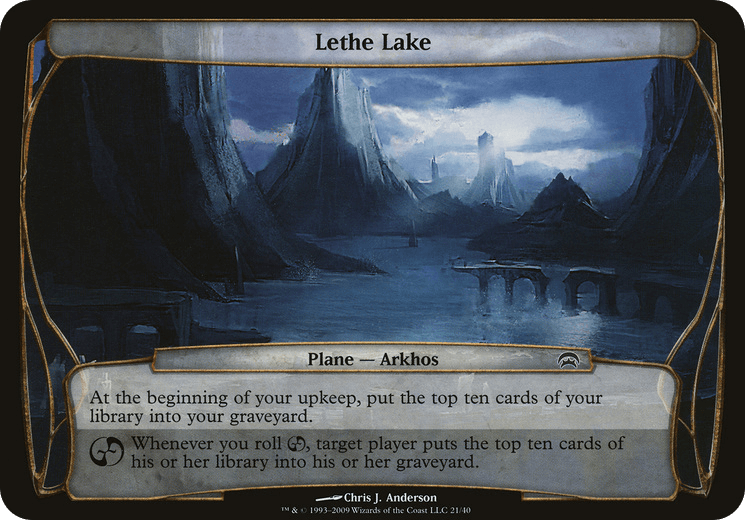 Lethe Lake
Plane — Arkhos
At the beginning of your upkeep, put the top ten cards of your
library into your graveyard.
Whenever you roll , target player puts the top ten cards of
his or her library into his or her graveyard.
Chris J. Anderson
™ & © 1993–2009 Wizards of the Coast LLC 21/40